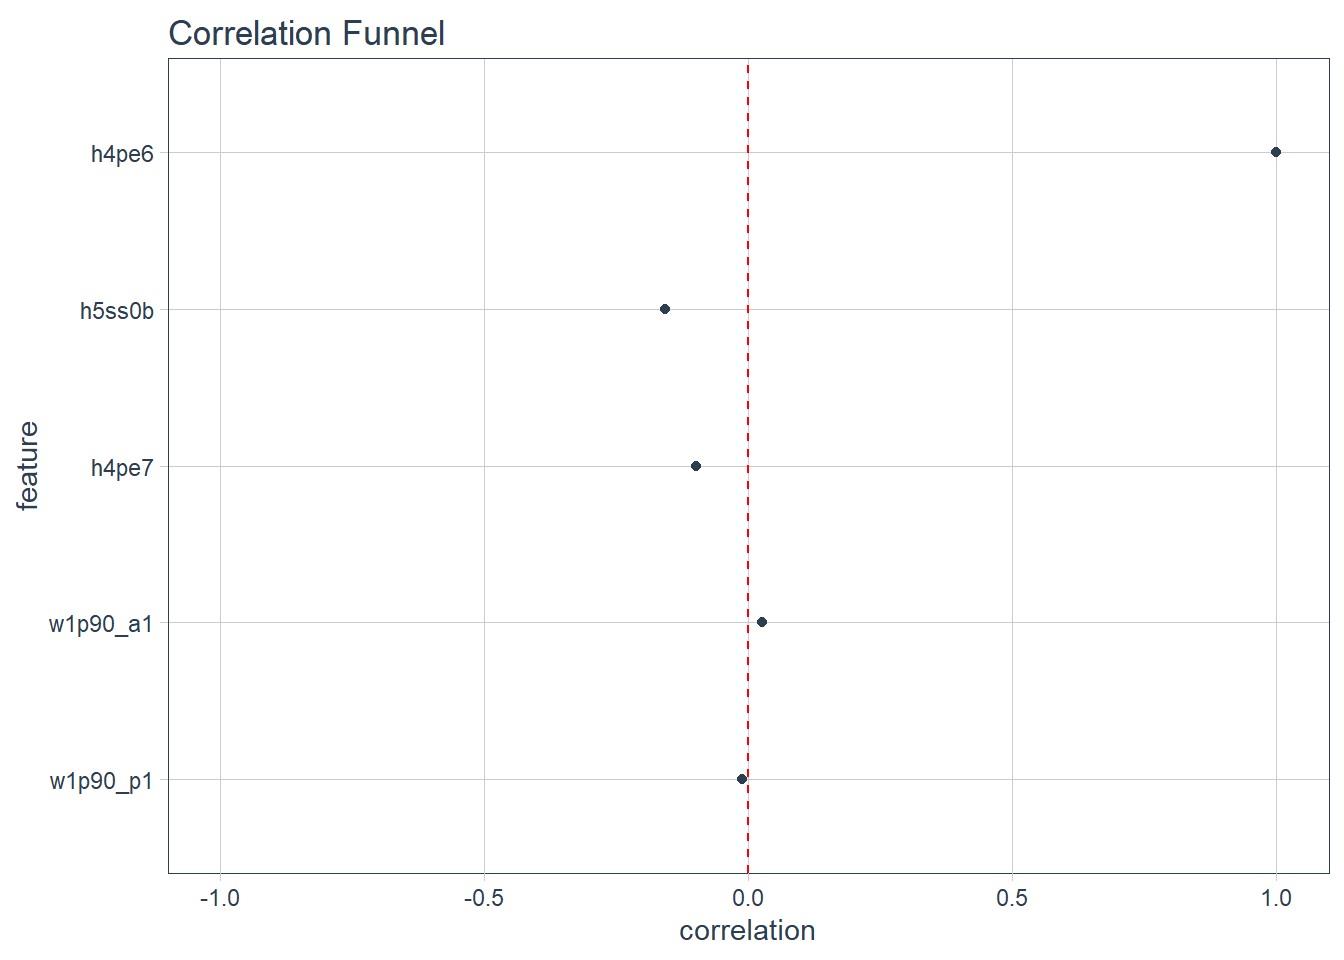 Correlation Funnel
h4pe6
h5ss0b
h4pe7
w1p90_a1
w1p90_p1
feature
-1.0
-0.5
0.0
0.5
1.0
correlation